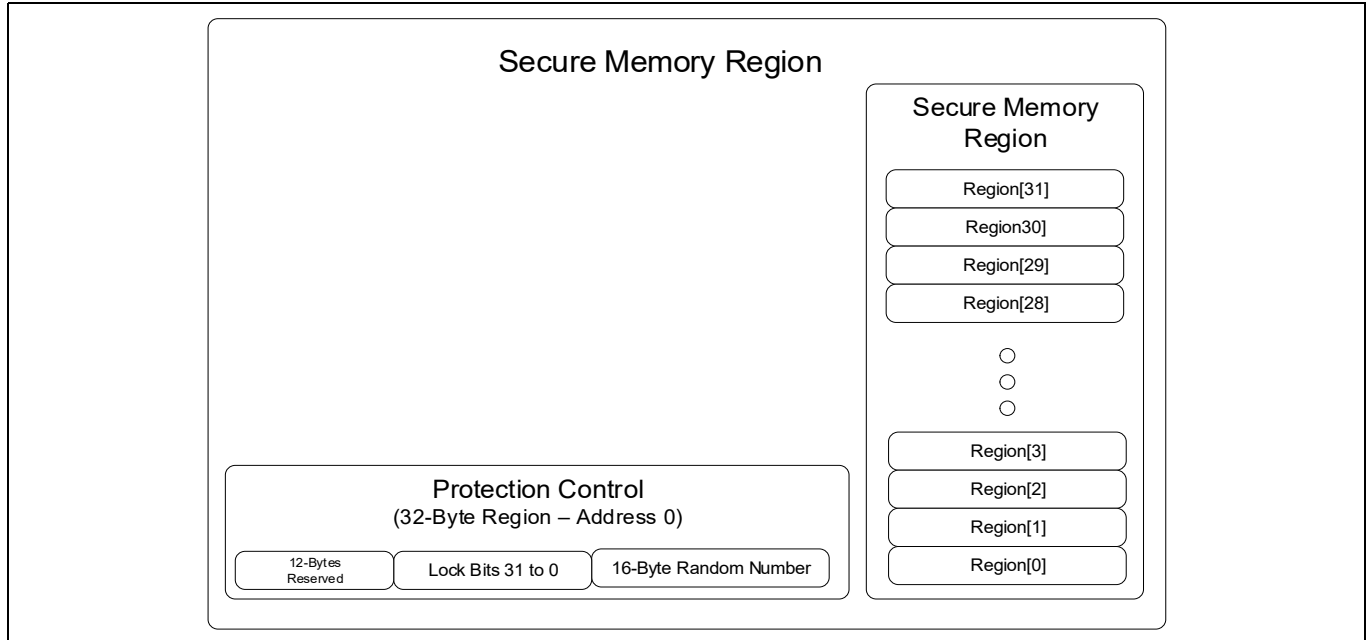 Secure Memory Region
Secure Memory
Region
Region[31]
Region30]
Region[29]
Region[28]
Region[3]
Region[2]
Region[1]
Region[0]
Protection Control
(32-Byte Region – Address 0)
12-Bytes
Reserved
Lock Bits 31 to 0
16-Byte Random Number